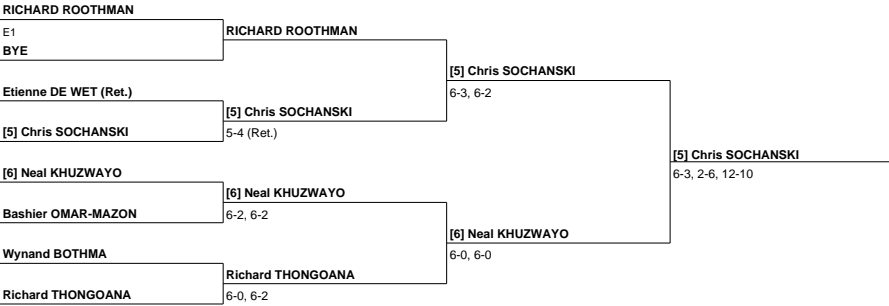 RICHARD ROOTHMAN
E1
BYE
Etienne DE WET (Ret.)
[5] Chris SOCHANSKI
[6] Neal KHUZWAYO
Bashier OMAR-MAZON
Wynand BOTHMA
Richard THONGOANA
RICHARD ROOTHMAN
[5] Chris SOCHANSKI
5-4 (Ret.)
[6] Neal KHUZWAYO
6-2, 6-2
Richard THONGOANA
6-0, 6-2
[5] Chris SOCHANSKI
6-3, 6-2
[6] Neal KHUZWAYO
6-0, 6-0
[5] Chris SOCHANSKI
6-3, 2-6, 12-10